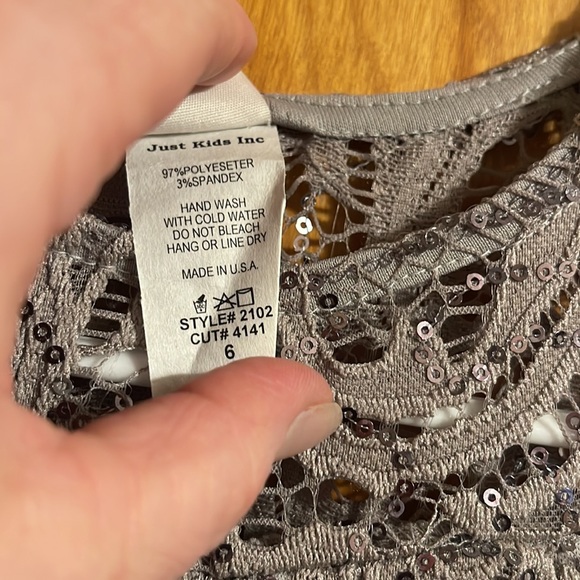 Just Kids Inc
97%POLYESETER
3%SPANDEX
HAND WASH
WITH COLD WATER
DO NOT BLEACH
HANG OR LINE DRY
MADE IN U.S.A.
STYLE# 2102
CUT# 4141
6